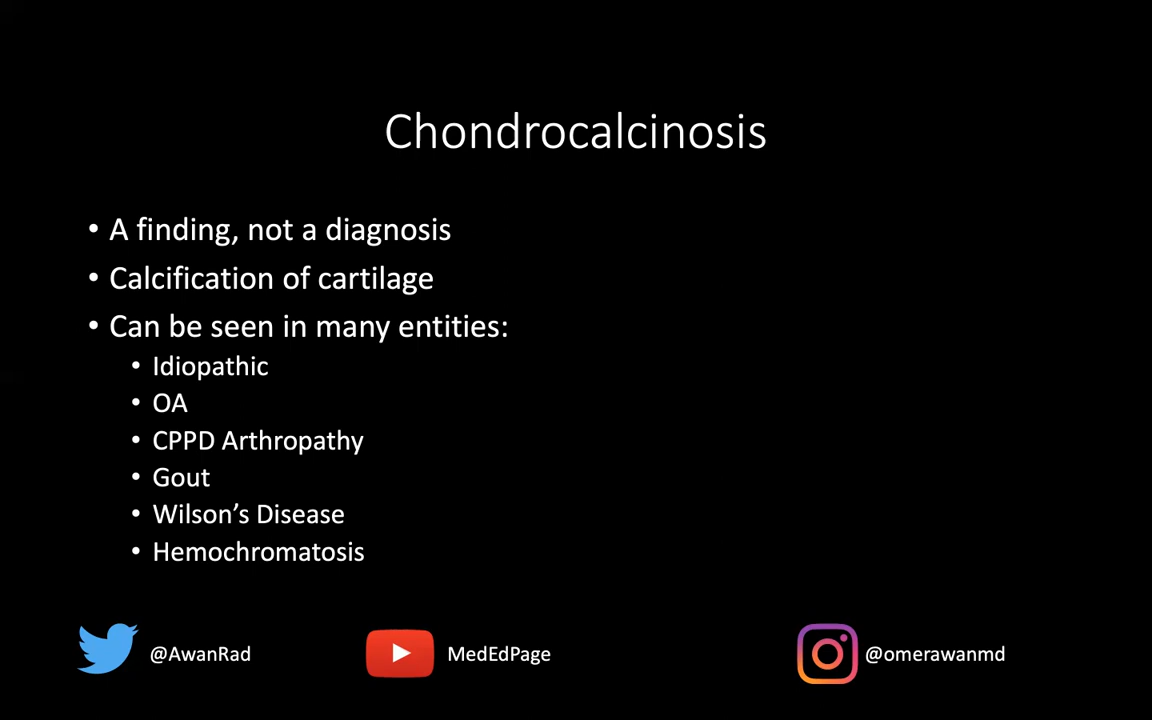 Chondrocalcinosis
• A finding, not a diagnosis
• Calcification of cartilage
• Can be seen in many entities:
• Idiopathic
• OA
• CPPD Arthropathy
• Gout
• Wilson’s Disease
• Hemochromatosis
@AwanRad MedEdPage @omerawanmd